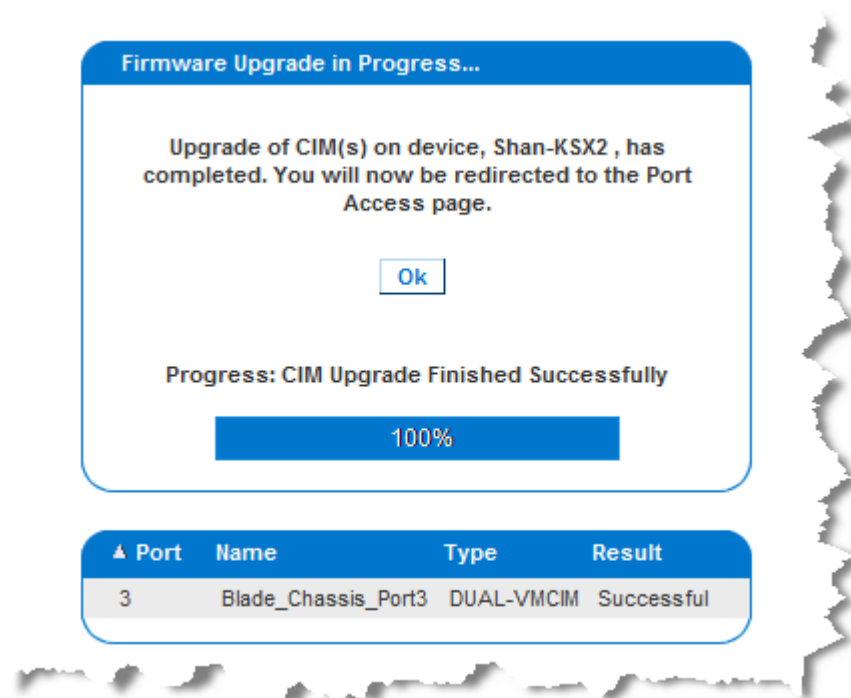 Firmware Upgrade in Progress...
Upgrade of CIM(s) on device, Shan-KSX2 , has
completed. You will now be redirected to the Port
Access page.
Ok
Progress: CIM Upgrade Finished Successfully
100%
▲ Port Name Type Result
3 Blade_Chassis_Port3 DUAL-VMCIM Successful